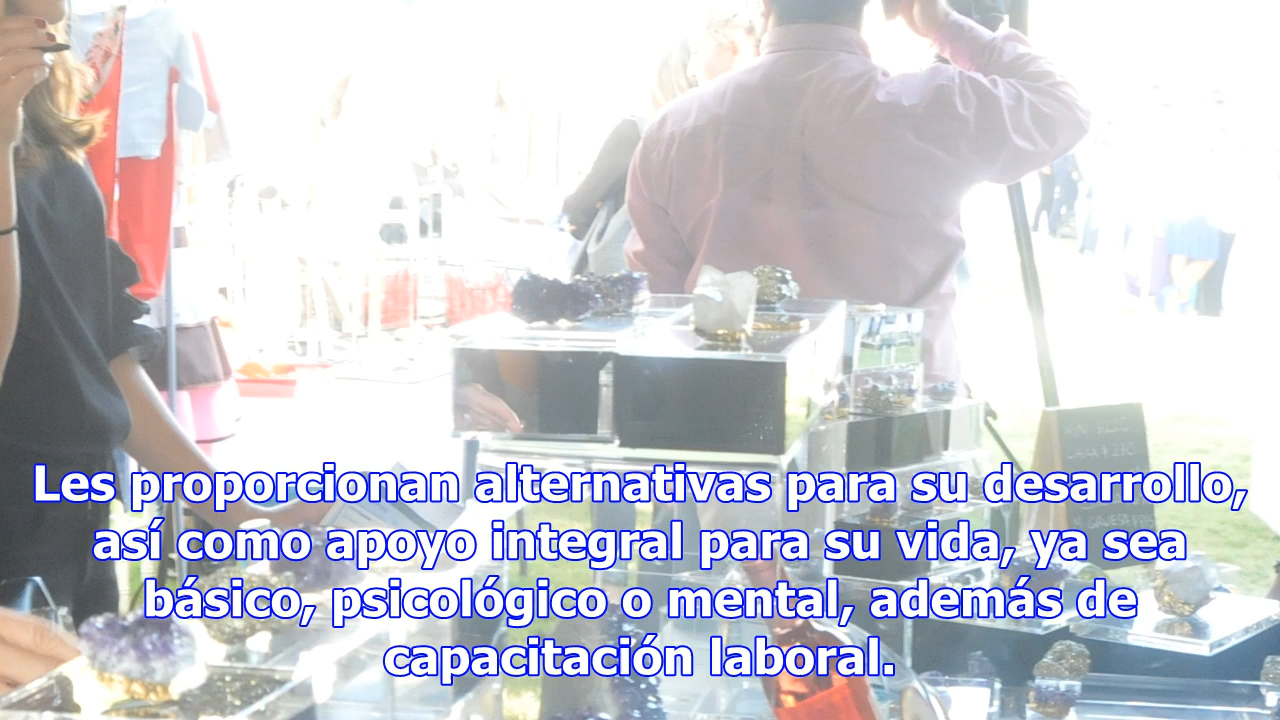 Les proporcionan alternativas para su desarrollo,
así como apoyo integral para su vida, ya sea
básico, psicológico o mental, además de
capacitación laboral.